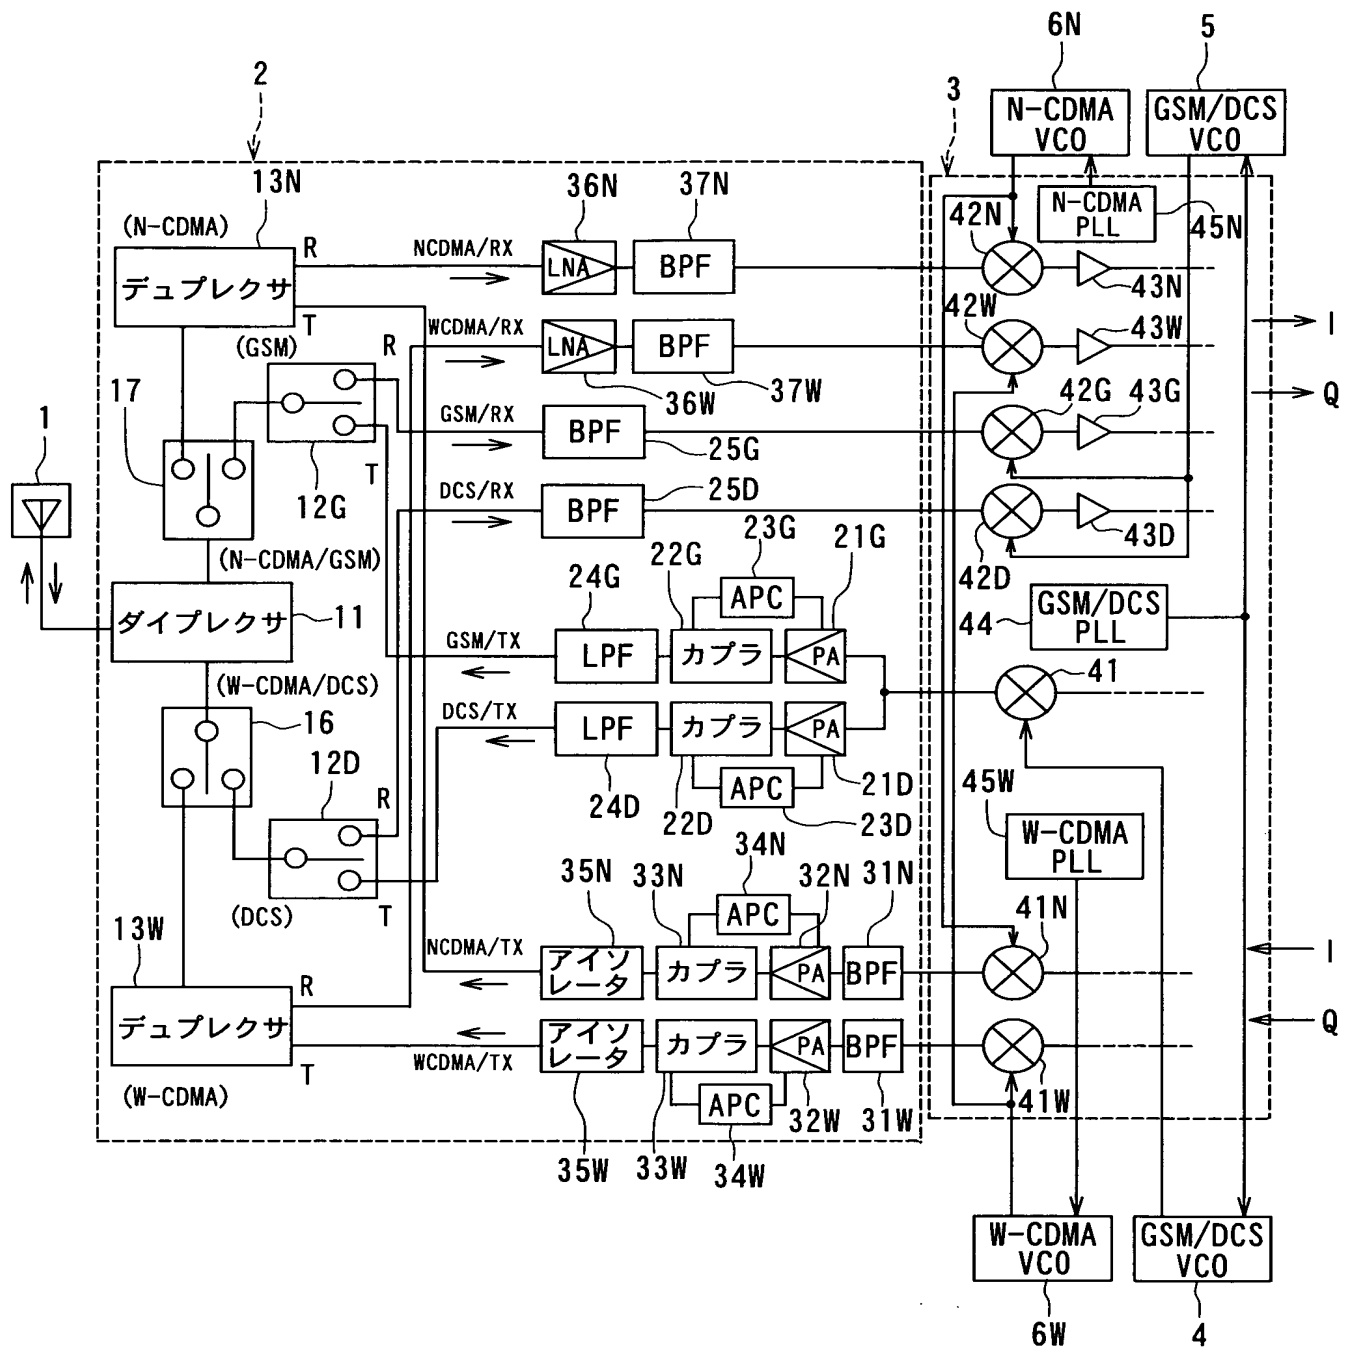 6N
5
2
3
N-CDMA
VCO
GSM/DCS
VCO
13N
36N
37N
(N-CDMA)
R
NCDMA/RX
LNA
BPF
42N
N-CDMA
PLL
45N
デュプレクサ
T
43N
(GSM)
R
WCDMA/RX
LNA
BPF
42W
43W
I
17
36W
37W
42G
43G
Q
1
GSM/RX
BPF
25G
T
12G
DCS/RX
BPF
25D
43D
(N-CDMA/GSM)
23G
21G
42D
22G
24G
APC
GSM/DCS
PLL
44
ダイプレクサ
11
GSM/TX
LPF
カプラ
PA
41
(W-CDMA/DCS)
16
DCS/TX
LPF
カプラ
PA
12D
R
APC
24D
22D
21D
23D
45W
W-CDMA
PLL
34N
35N
33N
32N
31N
(DCS)
T
APC
41N
13W
NCDMA/TX
アイソ
レータ
カプラ
PA
BPF
I
R
デュプレクサ
アイソ
レータ
カプラ
PA
BPF
Q
T
WCDMA/TX
(W-CDMA)
APC
41W
35W
33W
34W
32W
31W
W-CDMA
VCO
GSM/DCS
VCO
6W
4